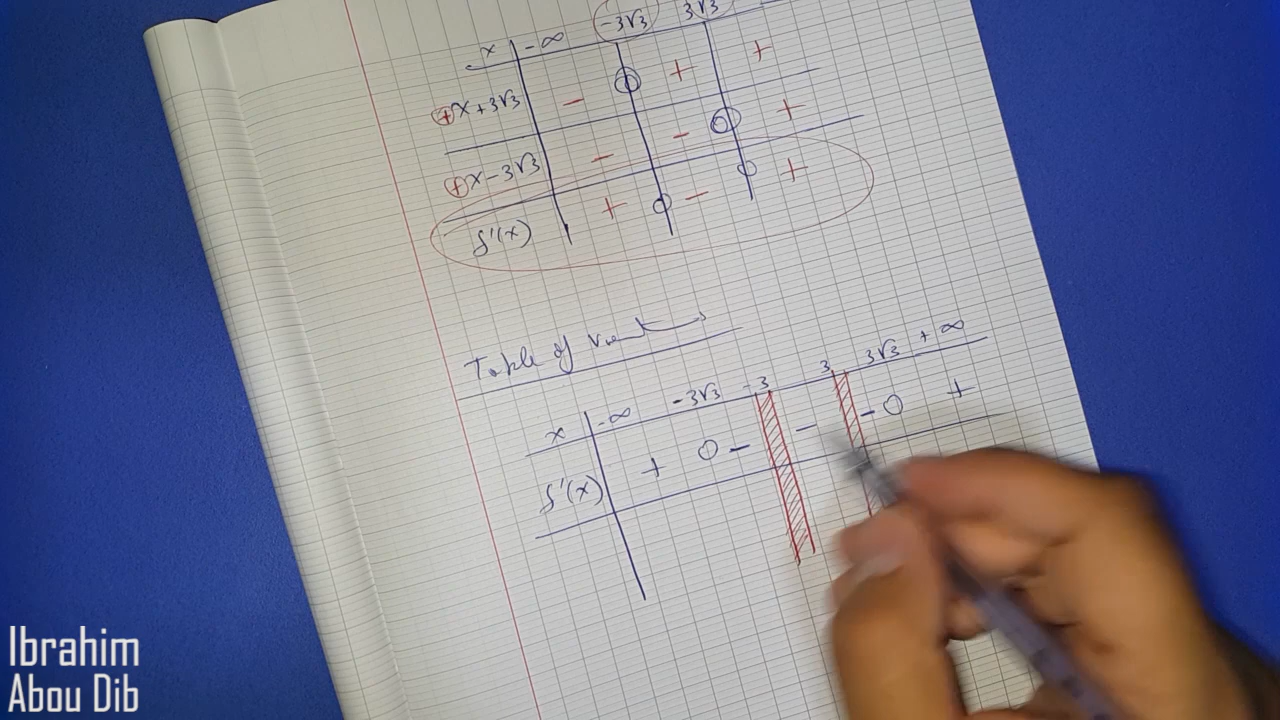 x -∞ -3√3 3√3
+x+3√3 - 0 + +
+x-3√3 - - 0 +
f'(x) + 0 - 0 +
Table of
x -∞ -3√3 -3 3 3√3 +∞
f'(x) + 0 - - - 0 +
Ibrahim
Abou Dib